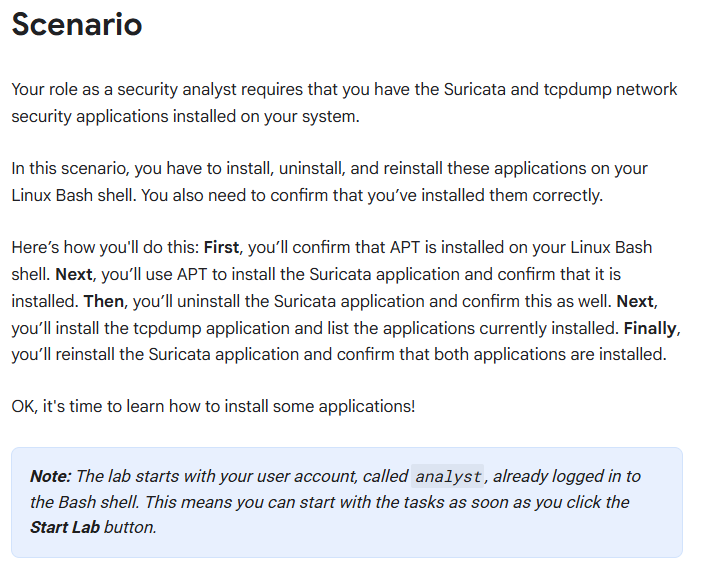 Scenario
Your role as a security analyst requires that you have the Suricata and tcpdump network
security applications installed on your system.
In this scenario, you have to install, uninstall, and reinstall these applications on your
Linux Bash shell. You also need to confirm that you’ve installed them correctly.
Here’s how you'll do this: First, you’ll confirm that APT is installed on your Linux Bash
shell. Next, you’ll use APT to install the Suricata application and confirm that it is
installed. Then, you’ll uninstall the Suricata application and confirm this as well. Next,
you’ll install the tcpdump application and list the applications currently installed. Finally,
you’ll reinstall the Suricata application and confirm that both applications are installed.
OK, it's time to learn how to install some applications!
Note: The lab starts with your user account, called analyst, already logged in to
the Bash shell. This means you can start with the tasks as soon as you click the
Start Lab button.